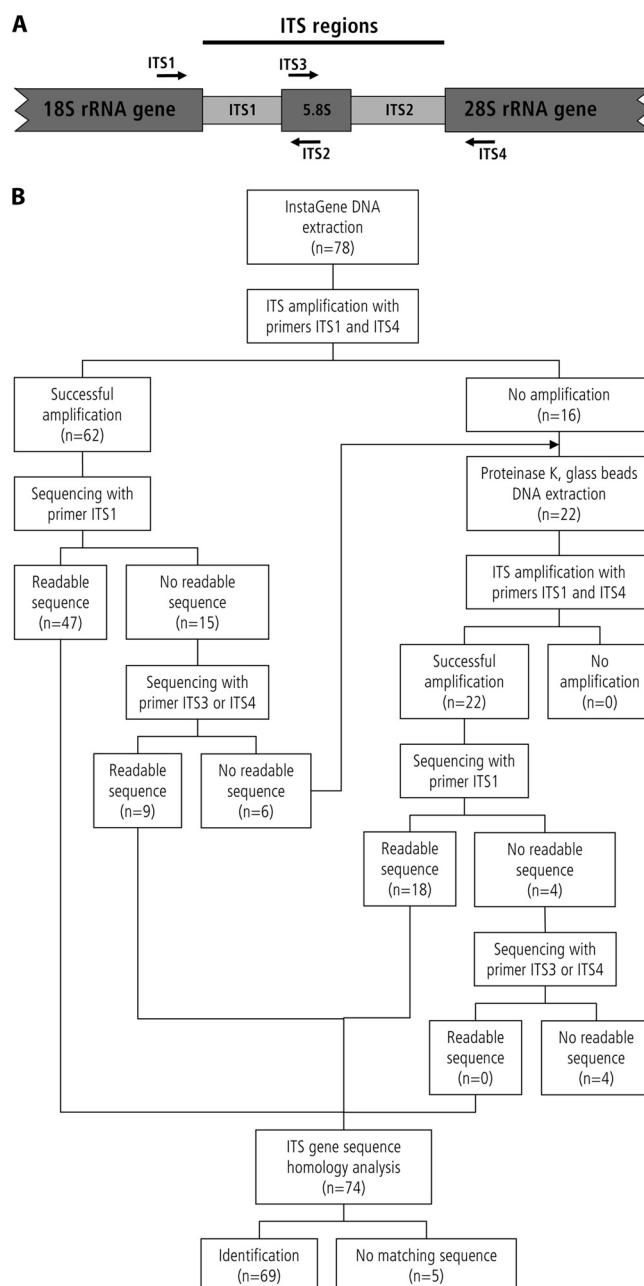 A
ITS regions
ITS1
ITS3
18S rRNA gene
ITS1
5.8S
ITS2
28S rRNA gene
ITS2
ITS4
B
InstaGene DNA
extraction
(n=78)
ITS amplification with
primers ITS1 and ITS4
Successful
amplification
(n=62)
No amplification
(n=16)
Sequencing with
primer ITS1
Proteinase K, glass beads
DNA extraction
(n=22)
Readable
sequence
(n=47)
No readable
sequence
(n=15)
ITS amplification with
primers ITS1 and ITS4
Sequencing with
primer ITS3 or ITS4
Successful
amplification
(n=22)
No
amplification
(n=0)
Readable
sequence
(n=9)
No readable
sequence
(n=6)
Sequencing with
primer ITS1
Readable
sequence
(n=18)
No readable
sequence
(n=4)
Sequencing with
primer ITS3 or ITS4
Readable
sequence
(n=0)
No readable
sequence
(n=4)
ITS gene sequence
homology analysis
(n=74)
Identification
(n=69)
No matching sequence
(n=5)